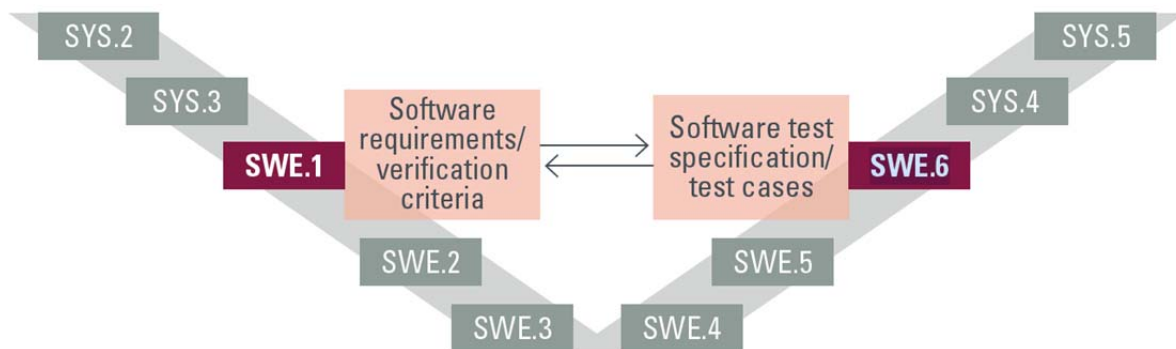 SYS.2
SYS.5
SYS.3
SYS.4
Software
requirements/
verification
criteria
Software test
specification/
test cases
SWE.1
SWE.6
SWE.2
SWE.5
SWE.3
SWE.4